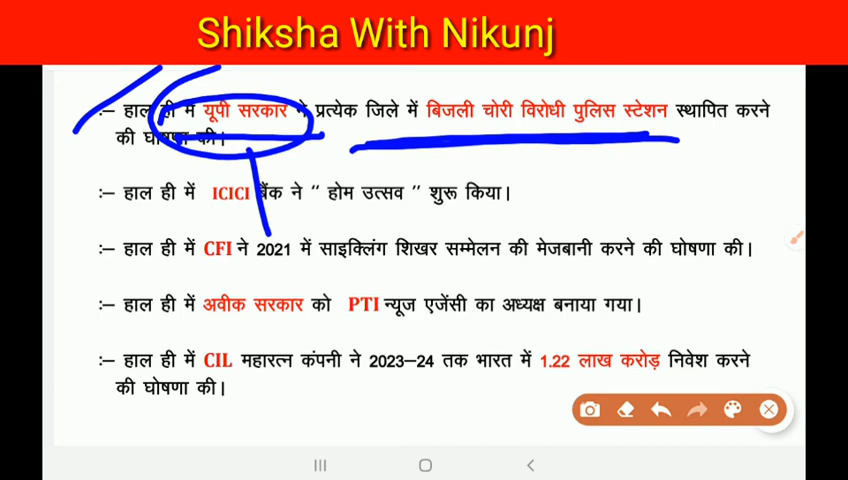 Shiksha With Nikunj
:– हाल ही में यूपी सरकार ने प्रत्येक जिले में बिजली चोरी विरोधी पुलिस स्टेशन स्थापित करने
की घोषणा की।
:– हाल ही में ICICI बैंक ने “ होम उत्सव ” शुरू किया।
:– हाल ही में CFI ने 2021 में साइक्लिंग शिखर सम्मेलन की मेजबानी करने की घोषणा की।
:– हाल ही में अवीक सरकार को PTI न्यूज एजेंसी का अध्यक्ष बनाया गया।
:– हाल ही में CIL महारत्न कंपनी ने 2023–24 तक भारत में 1.22 लाख करोड़ निवेश करने
की घोषणा की।